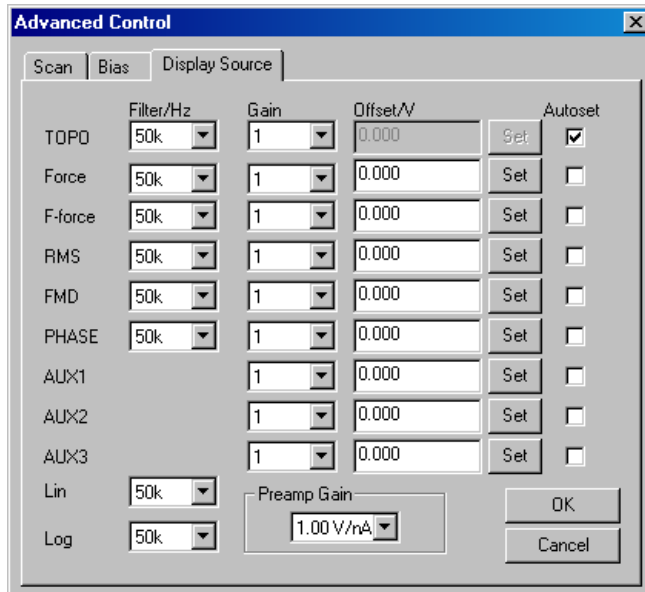 Advanced Control
Scan Bias Display Source
Filter/Hz Gain Offset/V Autoset
TOPO 50k 1 0.000 Set
Force 50k 1 0.000 Set
F-force 50k 1 0.000 Set
RMS 50k 1 0.000 Set
FMD 50k 1 0.000 Set
PHASE 50k 1 0.000 Set
AUX1 1 0.000 Set
AUX2 1 0.000 Set
AUX3 1 0.000 Set
Lin 50k Preamp Gain OK
1.00 V/nA
Log 50k Cancel